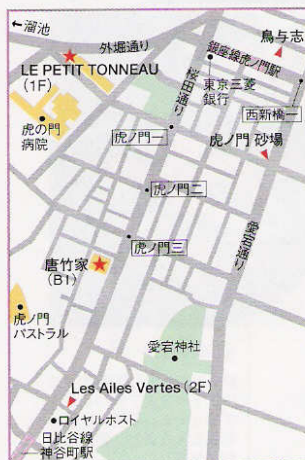 ←溜池
外堀通り
鳥与志
LE PETIT TONNEAU
(1F)
桜田通り
銀座線虎ノ門駅
東京三菱
銀行
西新橋一
虎の門
病院
虎ノ門一
虎ノ門 砂場
虎ノ門二
愛宕通り
虎ノ門三
唐竹家
(B1)
虎ノ門
パストラル
愛宕神社
Les Ailes Vertes (2F)
ロイヤルホスト
日比谷線
神谷町駅